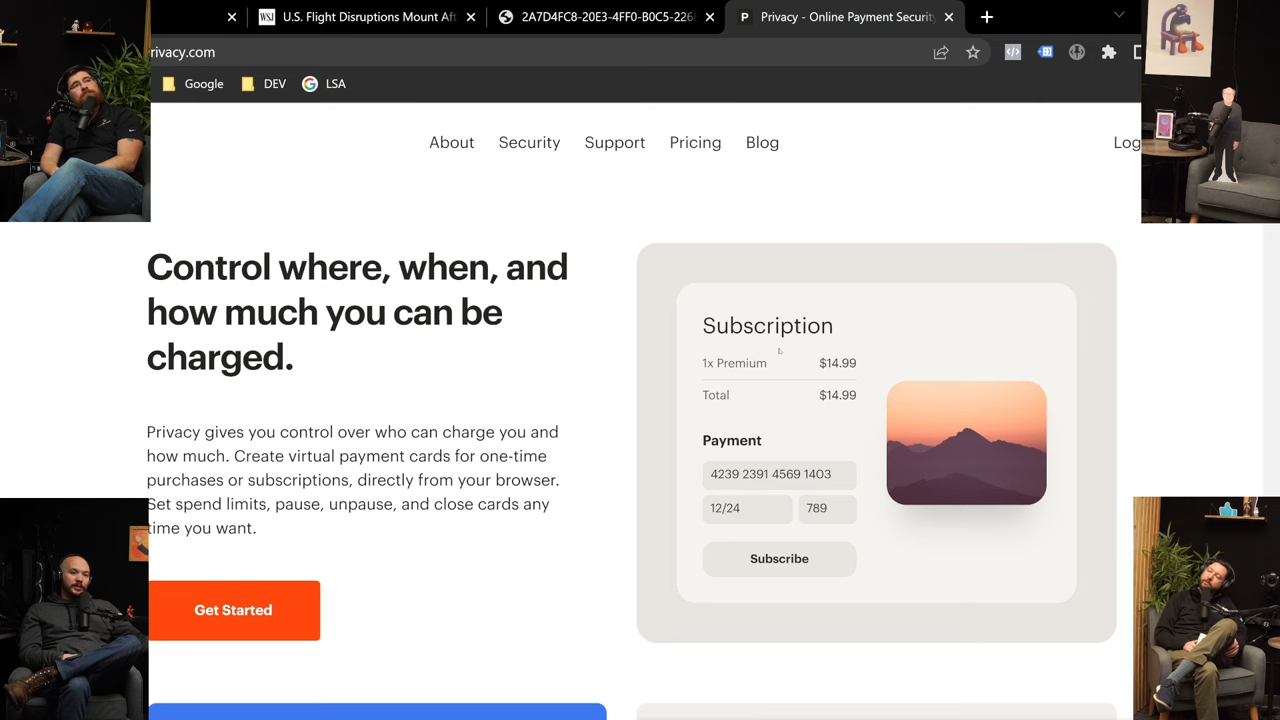 WSJ U.S. Flight Disruptions Mount Aft
2A7D4FC8-20E3-4FF0-B0C5-2268
P Privacy - Online Payment Security
rivacy.com
Google DEV LSA
About Security Support Pricing Blog Log
Control where, when, and
how much you can be
charged.
Privacy gives you control over who can charge you and
how much. Create virtual payment cards for one-time
purchases or subscriptions, directly from your browser.
Set spend limits, pause, unpause, and close cards any
time you want.
Get Started
Subscription
1x Premium $14.99
Total $14.99
Payment
4239 2391 4569 1403
12/24 789
Subscribe